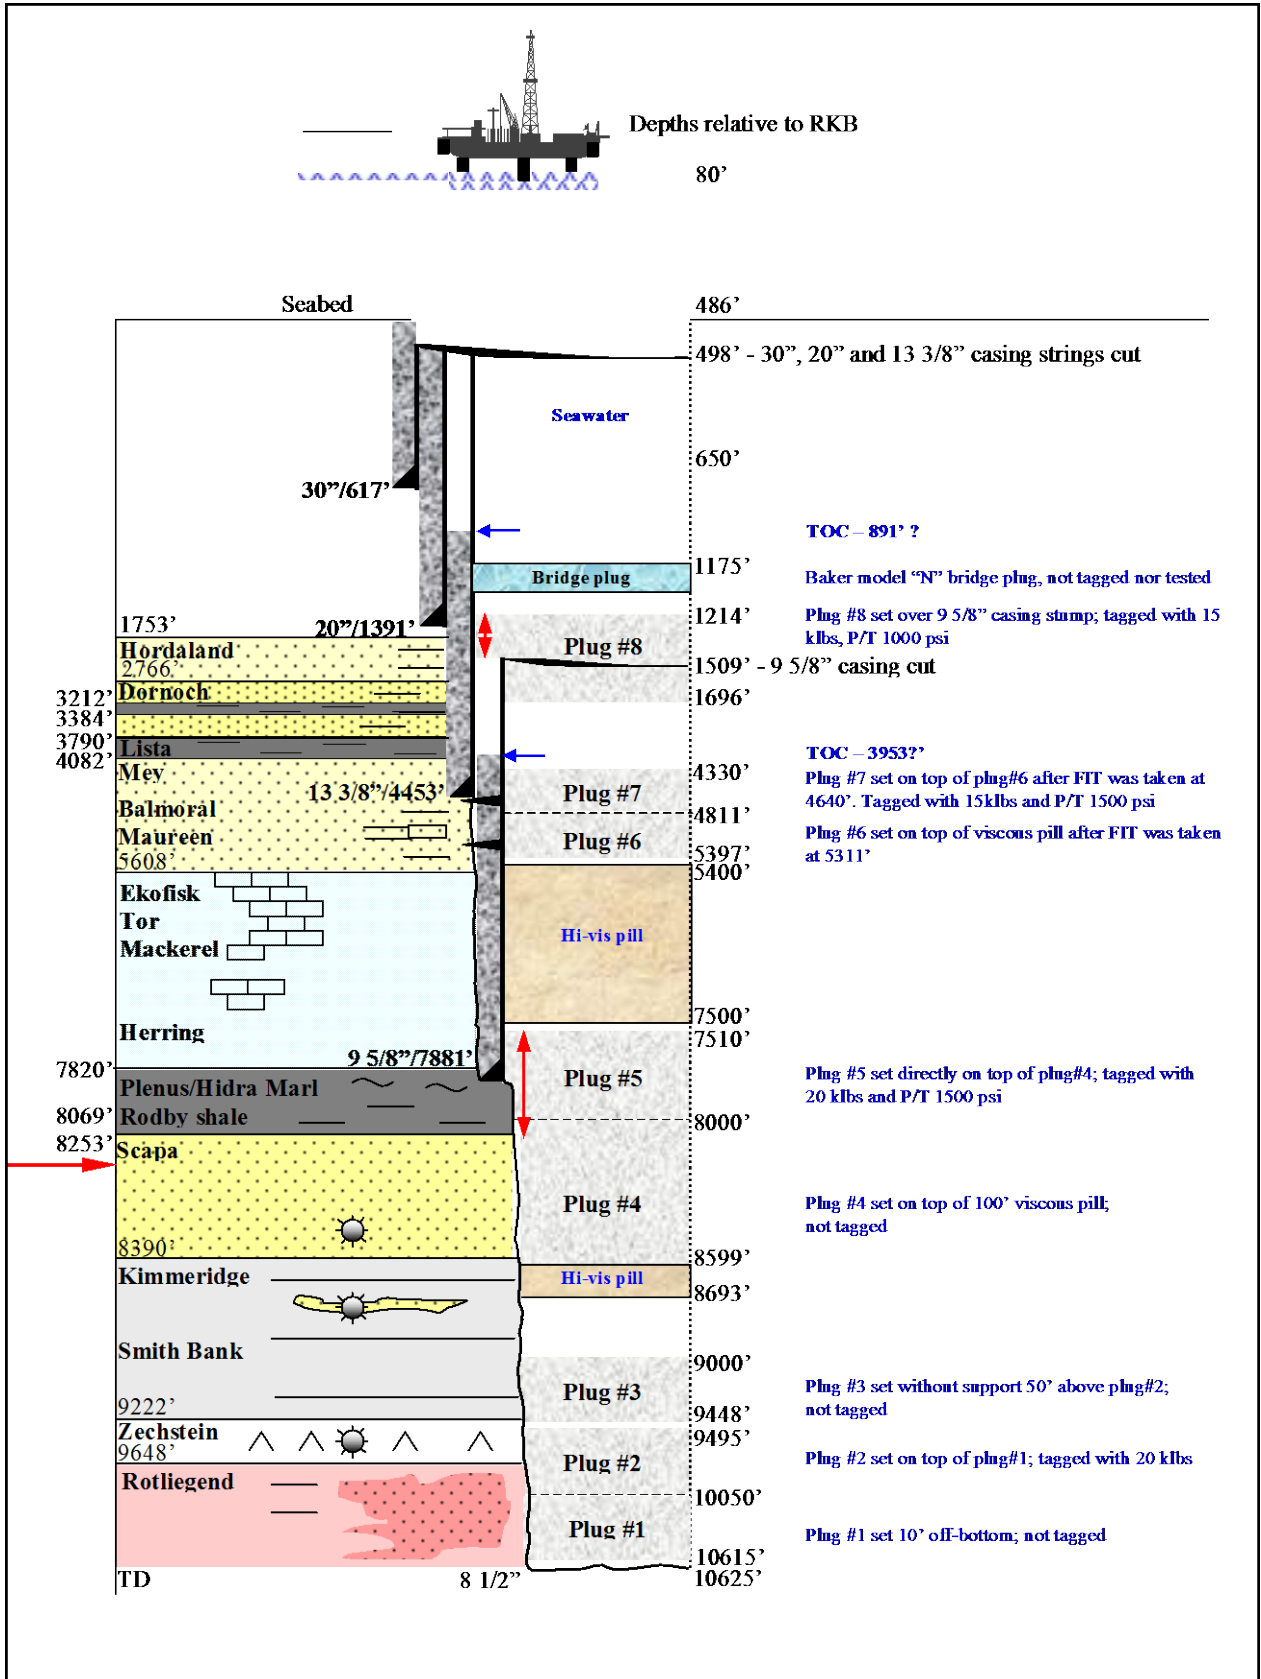 Depths relative to RKB
80’
Seabed
486’
498’ - 30”, 20” and 13 3/8” casing strings cut
Seawater
650’
30”/617’
TOC – 891’ ?
1175’
Bridge plug
Baker model “N” bridge plug, not tagged nor tested
1214’
Plug #8 set over 9 5/8” casing stump; tagged with 15
klbs, P/T 1000 psi
1753’
20”/1391’
Plug #8
Hordaland
2766’
1509’ - 9 5/8” casing cut
Dornoch
3212’
1696’
3384’
3790’
Lista
TOC – 3953?’
4082’
Mey
4330’
Plug #7 set on top of plug#6 after FIT was taken at
4640’. Tagged with 15klbs and P/T 1500 psi
13 3/8”/4453’
Plug #7
Balmoral
4811’
Maureen
Plug #6
Plug #6 set on top of viscous pill after FIT was taken
at 5311’
5397’
5608’
5400’
Ekofisk
Tor
Mackerel
Hi-vis pill
7500’
Herring
7510’
9 5/8”/7881’
7820’
Plug #5
Plug #5 set directly on top of plug#4; tagged with
20 klbs and P/T 1500 psi
Plenus/Hidra Marl
8069’
Rodby shale
8000’
8253’
Scapa
Plug #4
Plug #4 set on top of 100’ viscous pill;
not tagged
8390’
8599’
Kimmeridge
Hi-vis pill
8693’
Smith Bank
9000’
Plug #3
Plug #3 set without support 50’ above plug#2;
not tagged
9222’
9448’
Zechstein
9495’
9648’
Plug #2
Plug #2 set on top of plug#1; tagged with 20 klbs
Rotliegend
10050’
Plug #1
Plug #1 set 10’ off-bottom; not tagged
10615’
TD
8 1/2”
10625’